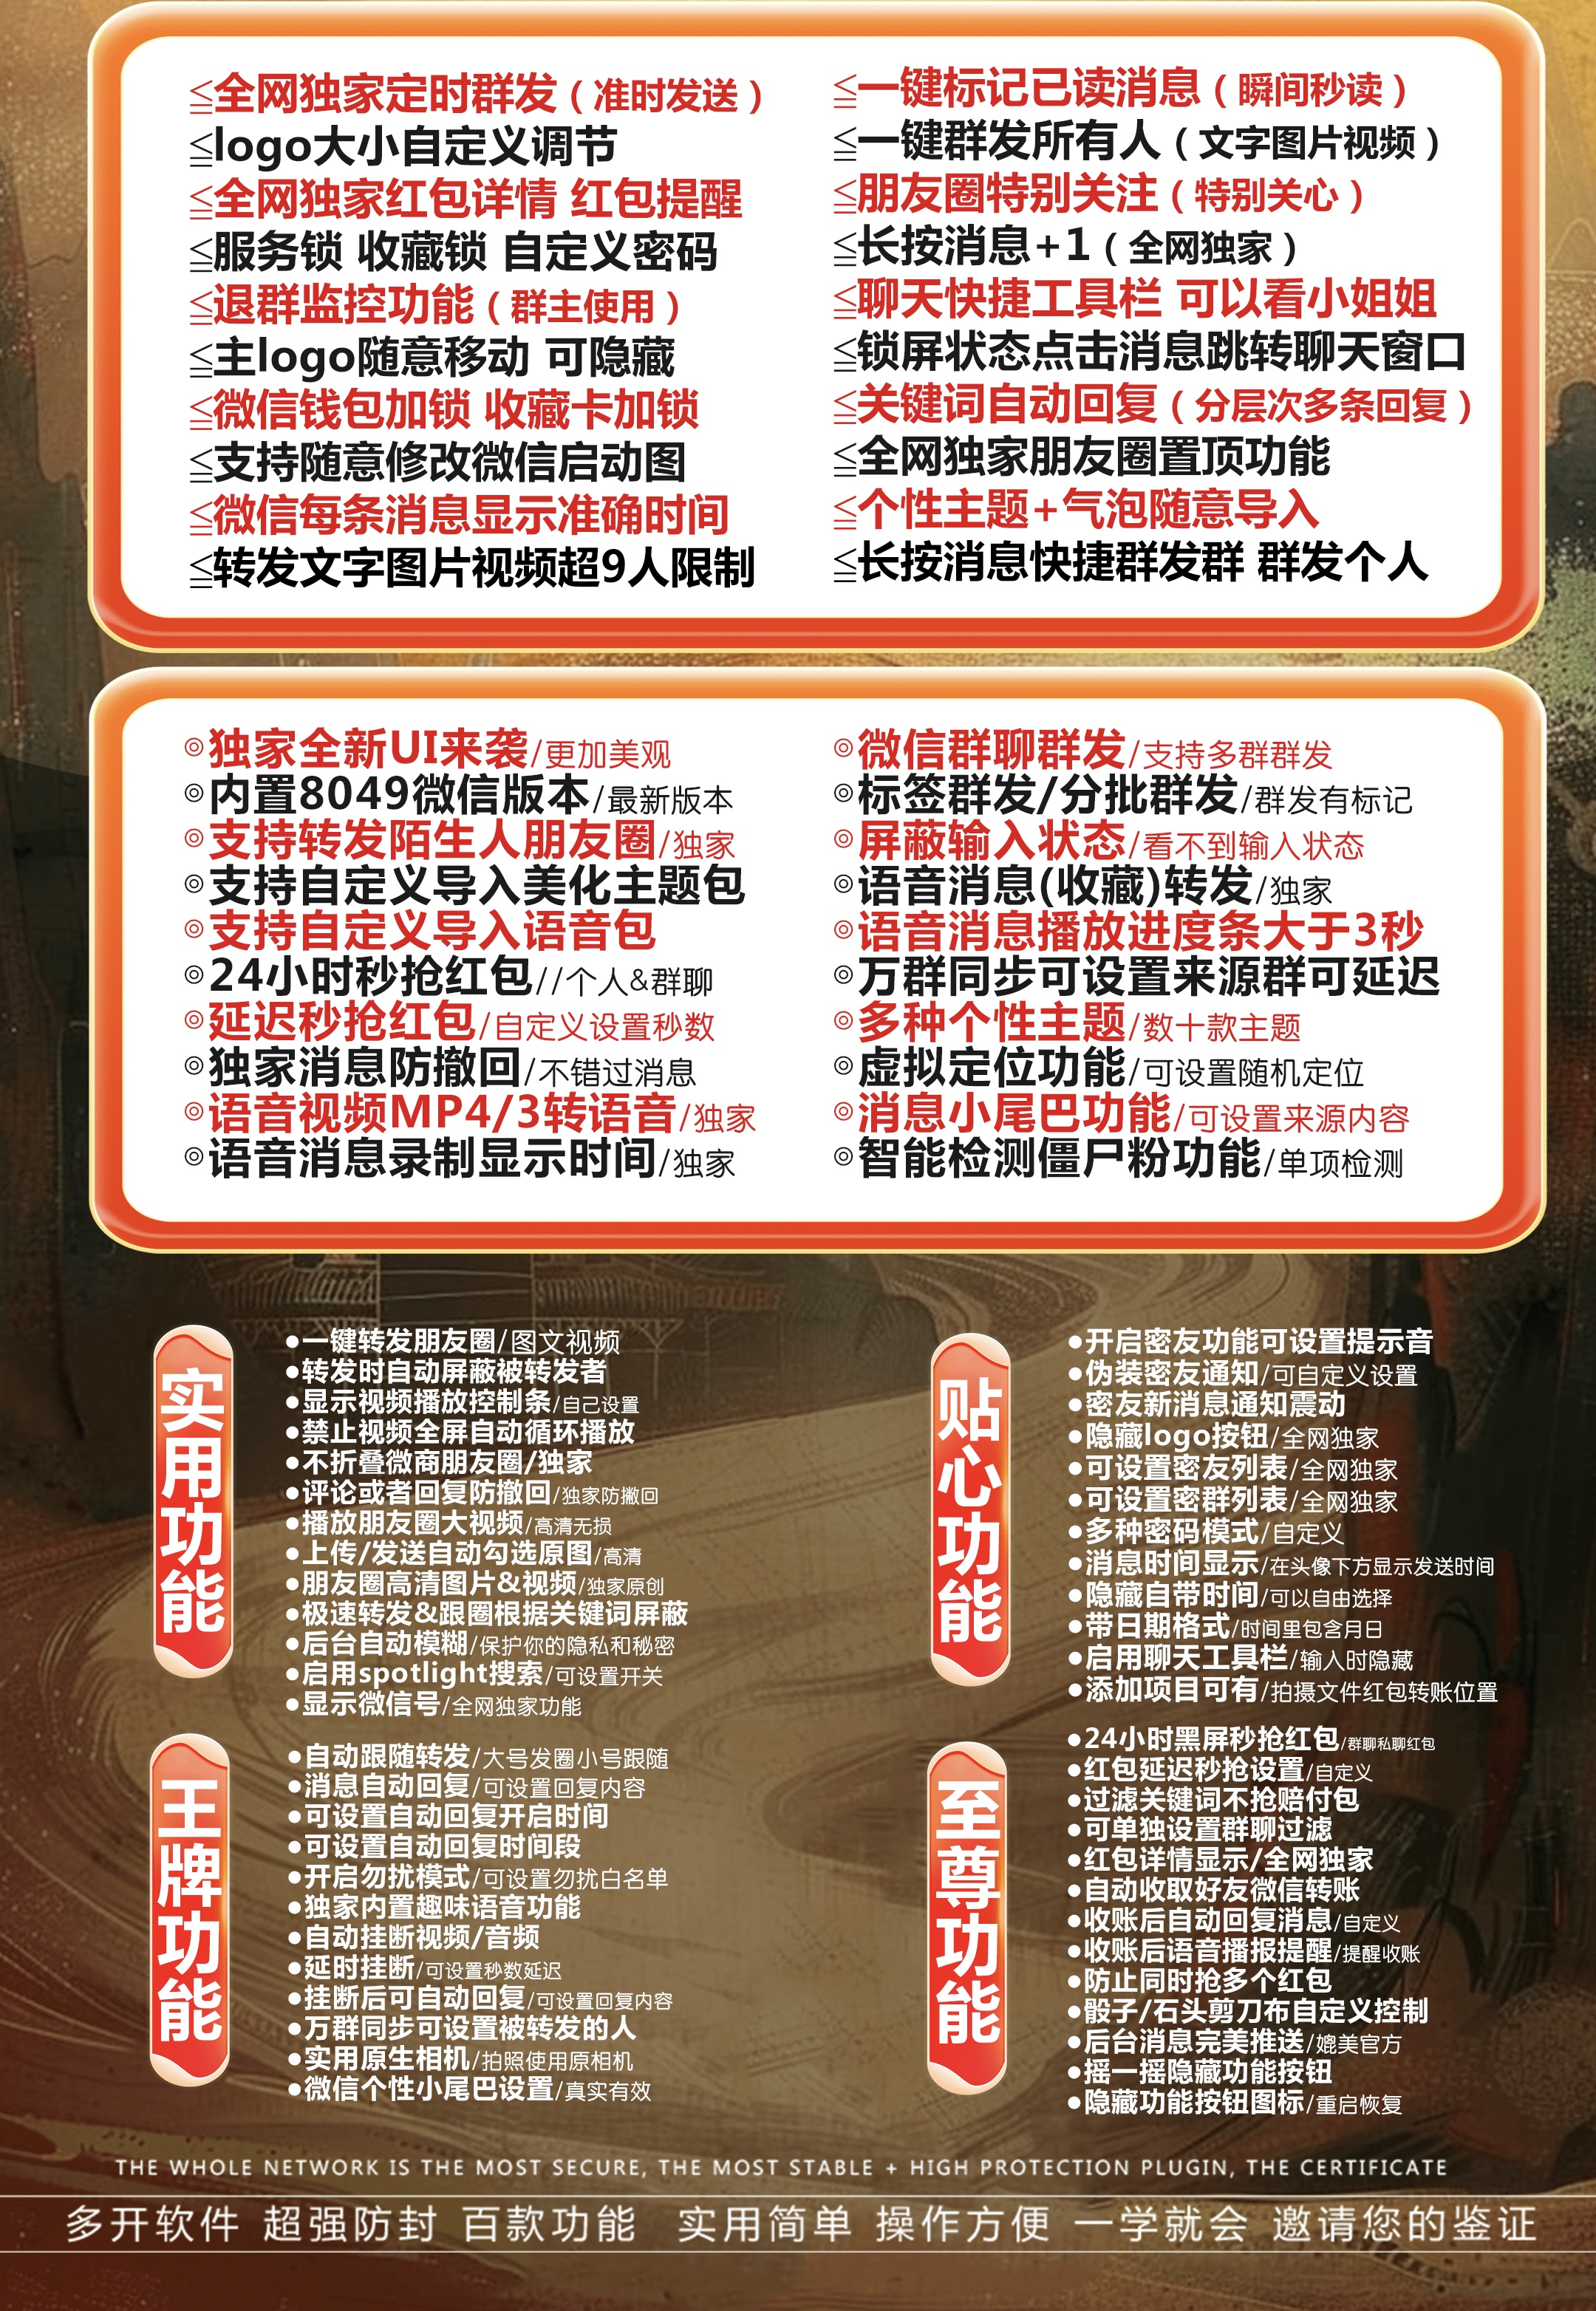 ≦全网独家定时群发（准时发送）
≦logo大小自定义调节
≦全网独家红包详情 红包提醒
≦服务锁 收藏锁 自定义密码
≦退群监控功能（群主使用）
≦主logo随意移动 可隐藏
≦微信钱包加锁 收藏卡加锁
≦支持随意修改微信启动图
≦微信每条消息显示准确时间
≦转发文字图片视频超9人限制
≦一键标记已读消息（瞬间秒读）
≦一键群发所有人（文字图片视频）
≦朋友圈特别关注（特别关心）
≦长按消息+1（全网独家）
≦聊天快捷工具栏 可以看小姐姐
≦锁屏状态点击消息跳转聊天窗口
≦关键词自动回复（分层次多条回复）
≦全网独家朋友圈置顶功能
≦个性主题+气泡随意导入
≦长按消息快捷群发群 群发个人
◎独家全新UI来袭/更加美观
◎内置8049微信版本/最新版本
◎支持转发陌生人朋友圈/独家
◎支持自定义导入美化主题包
◎支持自定义导入语音包
◎24小时秒抢红包//个人&群聊
◎延迟秒抢红包/自定义设置秒数
◎独家消息防撤回/不错过消息
◎语音视频MP4/3转语音/独家
◎语音消息录制显示时间/独家
◎微信群聊群发/支持多群群发
◎标签群发/分批群发/群发有标记
◎屏蔽输入状态/看不到输入状态
◎语音消息(收藏)转发/独家
◎语音消息播放进度条大于3秒
◎万群同步可设置来源群可延迟
◎多种个性主题/数十款主题
◎虚拟定位功能/可设置随机定位
◎消息小尾巴功能/可设置来源内容
◎智能检测僵尸粉功能/单项检测
实用功能
●一键转发朋友圈/图文视频
●转发时自动屏蔽被转发者
●显示视频播放控制条/自己设置
●禁止视频全屏自动循环播放
●不折叠微商朋友圈/独家
●评论或者回复防撤回/独家防撇回
●播放朋友圈大视频/高清无损
●上传/发送自动勾选原图/高清
●朋友圈高清图片&视频/独家原创
●极速转发&跟圈根据关键词屏蔽
●后台自动模糊/保护你的隐私和秘密
●启用spotlight搜索/可设置开关
●显示微信号/全网独家功能
贴心功能
●开启密友功能可设置提示音
●伪装密友通知/可自定义设置
●密友新消息通知震动
●隐藏logo按钮/全网独家
●可设置密友列表/全网独家
●可设置密群列表/全网独家
●多种密码模式/自定义
●消息时间显示/在头像下方显示发送时间
●隐藏自带时间/可以自由选择
●带日期格式/时间里包含月日
●启用聊天工具栏/输入时隐藏
●添加项目可有/拍摄文件红包转账位置
王牌功能
●自动跟随转发/大号发圈小号跟随
●消息自动回复/可设置回复内容
●可设置自动回复开启时间
●可设置自动回复时间段
●开启勿扰模式/可设置勿扰白名单
●独家内置趣味语音功能
●自动挂断视频/音频
●延时挂断/可设置秒数延迟
●挂断后可自动回复/可设置回复内容
●万群同步可设置被转发的人
●实用原生相机/拍照使用原相机
●微信个性小尾巴设置/真实有效
至尊功能
●24小时黑屏秒抢红包/群聊私聊红包
●红包延迟秒抢设置/自定义
●过滤关键词不抢赔付包
●可单独设置群聊过滤
●红包详情显示/全网独家
●自动收取好友微信转账
●收账后自动回复消息/自定义
●收账后语音播报提醒/提醒收账
●防止同时抢多个红包
●骰子/石头剪刀布自定义控制
●后台消息完美推送/媲美官方
●摇一摇隐藏功能按钮
●隐藏功能按钮图标/重启恢复
THE WHOLE NETWORK IS THE MOST SECURE, THE MOST STABLE + HIGH PROTECTION PLUGIN, THE CERTIFICATE
多开软件 超强防封 百款功能 实用简单 操作方便 一学就会 邀请您的鉴证